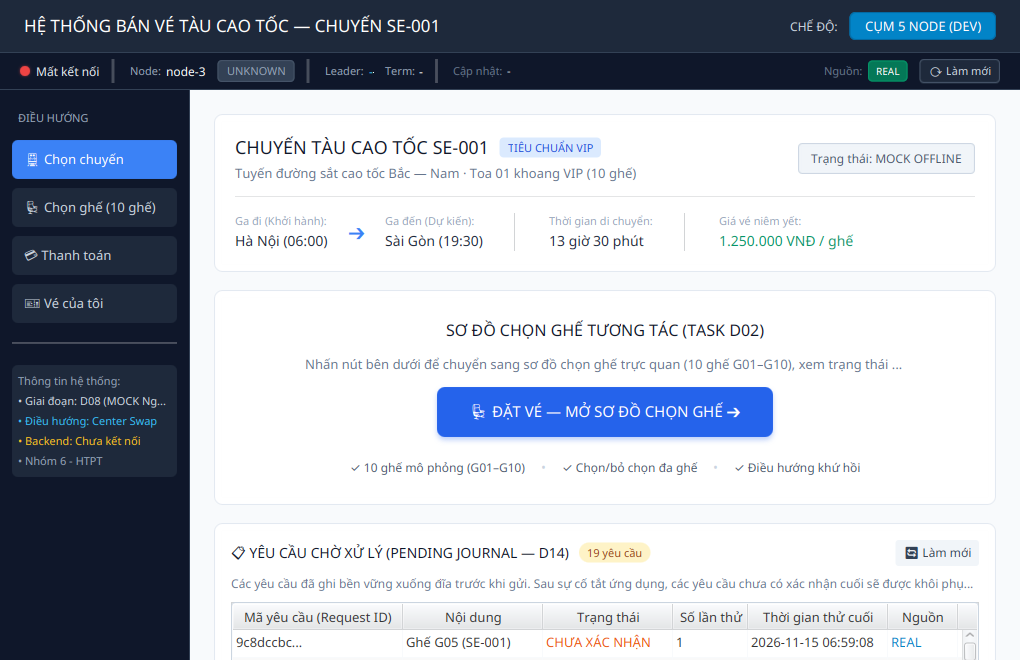 HỆ THỐNG BÁN VÉ TÀU CAO TỐC — CHUYẾN SE-001
CHẾ ĐỘ: CỤM 5 NODE (DEV)
Mất kết nối Node: node-3 UNKNOWN Leader: -- Term: - Cập nhật: - Nguồn: REAL Làm mới
ĐIỀU HƯỚNG
Chọn chuyến
Chọn ghế (10 ghế)
Thanh toán
Vé của tôi
Thông tin hệ thống:
• Giai đoạn: D08 (MOCK Ng...
• Điều hướng: Center Swap
• Backend: Chưa kết nối
• Nhóm 6 - HTPT
CHUYẾN TÀU CAO TỐC SE-001 TIÊU CHUẨN VIP
Tuyến đường sắt cao tốc Bắc — Nam · Toa 01 khoang VIP (10 ghế)
Trạng thái: MOCK OFFLINE
Ga đi (Khởi hành): Ga đến (Dự kiến): Thời gian di chuyển: Giá vé niêm yết:
Hà Nội (06:00) ➔ Sài Gòn (19:30) 13 giờ 30 phút 1.250.000 VNĐ / ghế
SƠ ĐỒ CHỌN GHẾ TƯƠNG TÁC (TASK D02)
Nhấn nút bên dưới để chuyển sang sơ đồ chọn ghế trực quan (10 ghế G01–G10), xem trạng thái ...
ĐẶT VÉ — MỞ SƠ ĐỒ CHỌN GHẾ ➔
✓ 10 ghế mô phỏng (G01–G10) • ✓ Chọn/bỏ chọn đa ghế • ✓ Điều hướng khứ hồi
YÊU CẦU CHỜ XỬ LÝ (PENDING JOURNAL — D14) 19 yêu cầu Làm mới
Các yêu cầu đã ghi bền vững xuống đĩa trước khi gửi. Sau sự cố tắt ứng dụng, các yêu cầu chưa có xác nhận cuối sẽ được khôi phụ...
Mã yêu cầu (Request ID) Nội dung Trạng thái Số lần thử Thời gian thử cuối Nguồn
9c8dccbc... Ghế G05 (SE-001) CHƯA XÁC NHẬN 1 2026-11-15 06:59:08 REAL